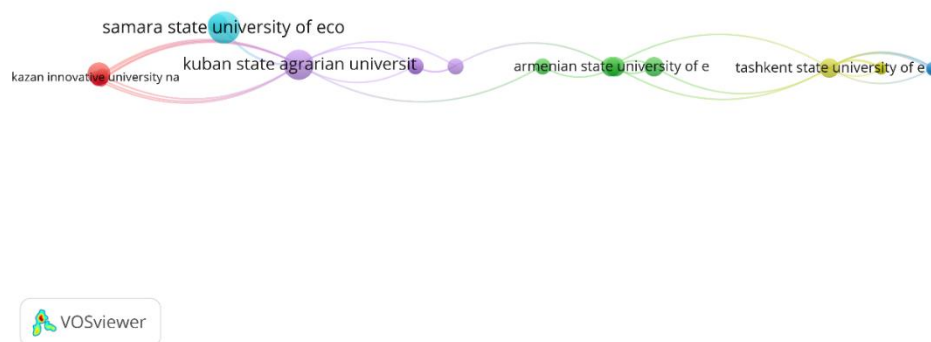 samara state university of eco
kuban state agrarian universit
kazan innovative university na
armenian state university of e
tashkent state university of e
VOSviewer